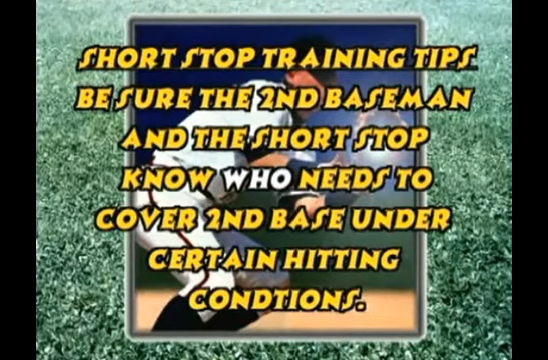 SHORT STOP TRAINING TIPS
BE SURE THE 2ND BASEMAN
AND THE SHORT STOP
KNOW WHO NEEDS TO
COVER 2ND BASE UNDER
CERTAIN HITTING
CONDTIONS.